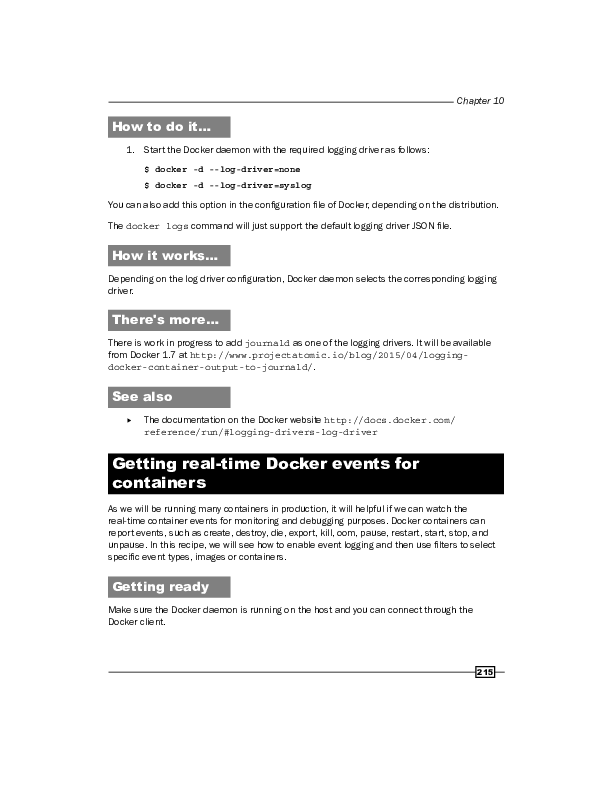 Chapter 10
How to do it…
1. Start the Docker daemon with the required logging driver as follows:
$ docker -d --log-driver=none
$ docker -d --log-driver=syslog
You can also add this option in the configuration file of Docker, depending on the distribution.
The docker logs command will just support the default logging driver JSON file.
How it works…
Depending on the log driver configuration, Docker daemon selects the corresponding logging
driver.
There's more…
There is work in progress to add journald as one of the logging drivers. It will be available
from Docker 1.7 at http://www.projectatomic.io/blog/2015/04/logging-
docker-container-output-to-journald/.
See also
▸ The documentation on the Docker website http://docs.docker.com/
reference/run/#logging-drivers-log-driver
Getting real-time Docker events for
containers
As we will be running many containers in production, it will helpful if we can watch the
real-time container events for monitoring and debugging purposes. Docker containers can
report events, such as create, destroy, die, export, kill, oom, pause, restart, start, stop, and
unpause. In this recipe, we will see how to enable event logging and then use filters to select
specific event types, images or containers.
Getting ready
Make sure the Docker daemon is running on the host and you can connect through the
Docker client.
215